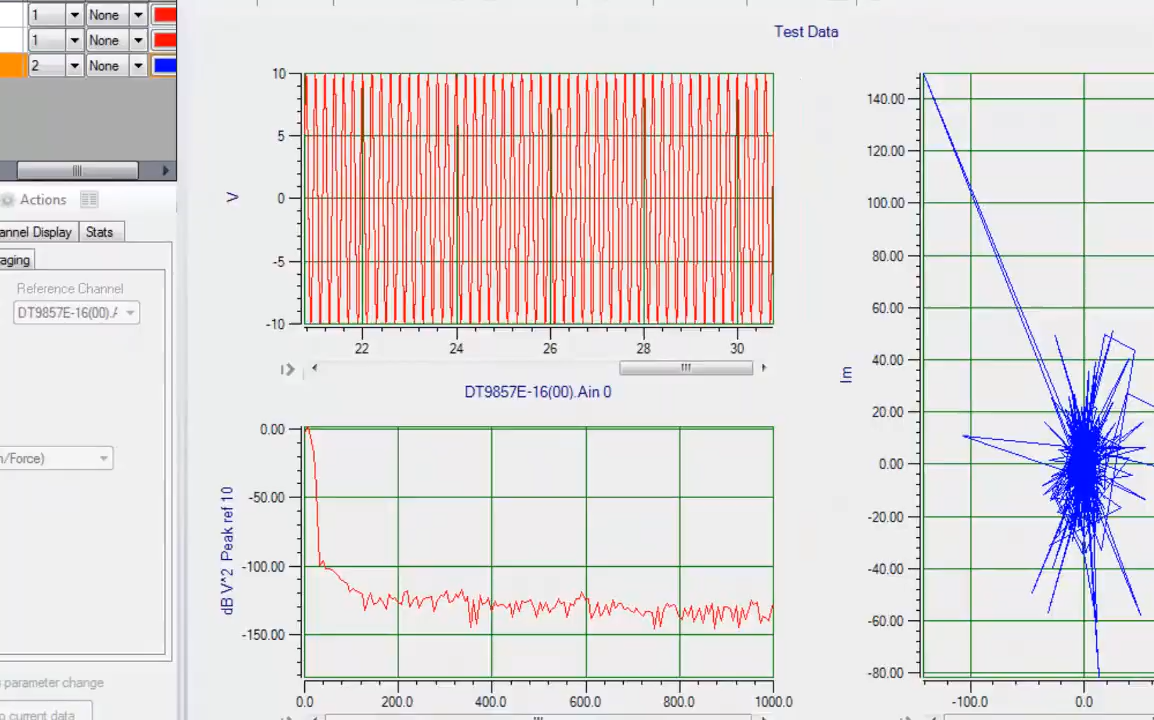 1 None
1 None
2 None
Actions
annel Display Stats
aging
Reference Channel
DT9857E-16(00).A
n/Force)
s parameter change
o current data
Test Data
10
5
0
-5
-10
V
22 24 26 28 30
DT9857E-16(00).Ain 0
0.00
-50.00
-100.00
-150.00
dB V^2 Peak ref 10
0.0 200.0 400.0 600.0 800.0 1000.0
140.00
120.00
100.00
80.00
60.00
40.00
20.00
0.00
-20.00
-40.00
-60.00
-80.00
Im
-100.0 0.0